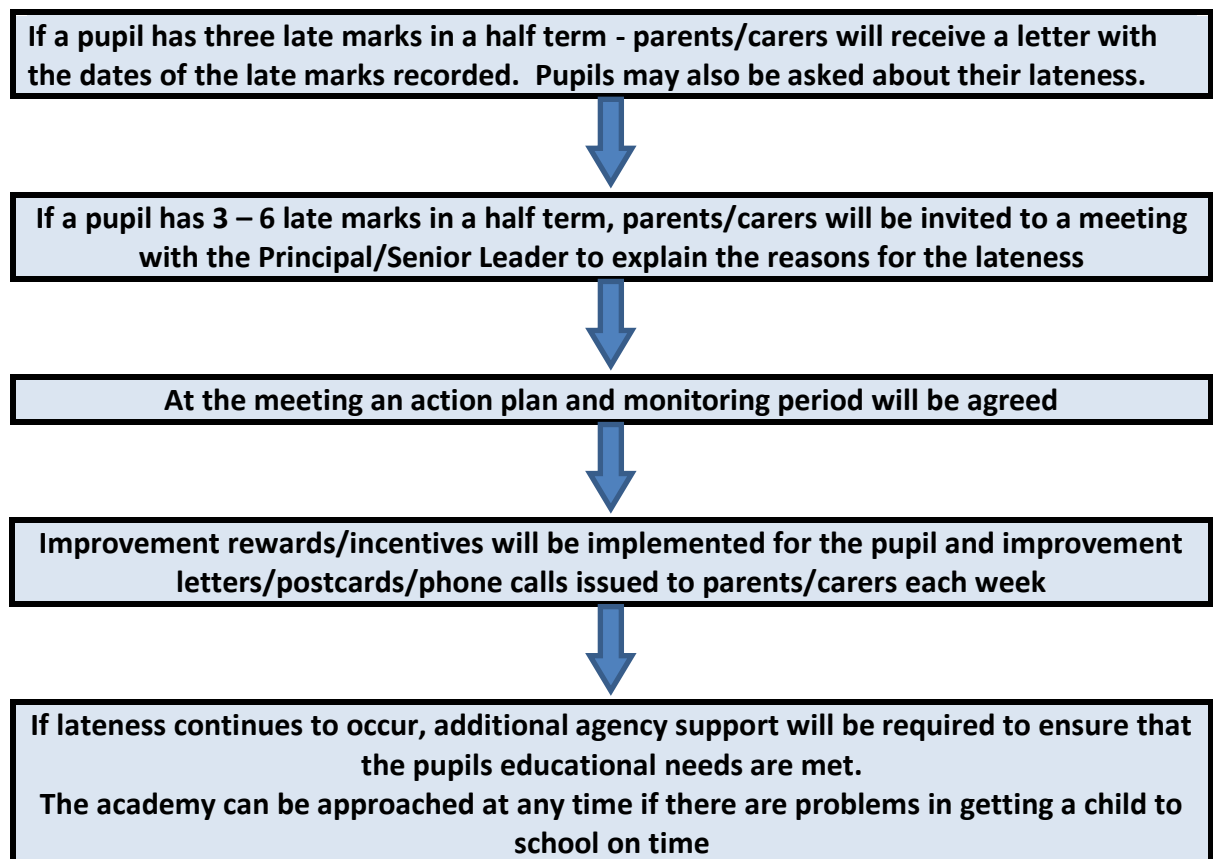 If a pupil has three late marks in a half term - parents/carers will receive a letter with
the dates of the late marks recorded.  Pupils may also be asked about their lateness.
If a pupil has 3 – 6 late marks in a half term, parents/carers will be invited to a meeting
with the Principal/Senior Leader to explain the reasons for the lateness
At the meeting an action plan and monitoring period will be agreed
Improvement rewards/incentives will be implemented for the pupil and improvement
letters/postcards/phone calls issued to parents/carers each week
If lateness continues to occur, additional agency support will be required to ensure that
the pupils educational needs are met.
The academy can be approached at any time if there are problems in getting a child to
school on time